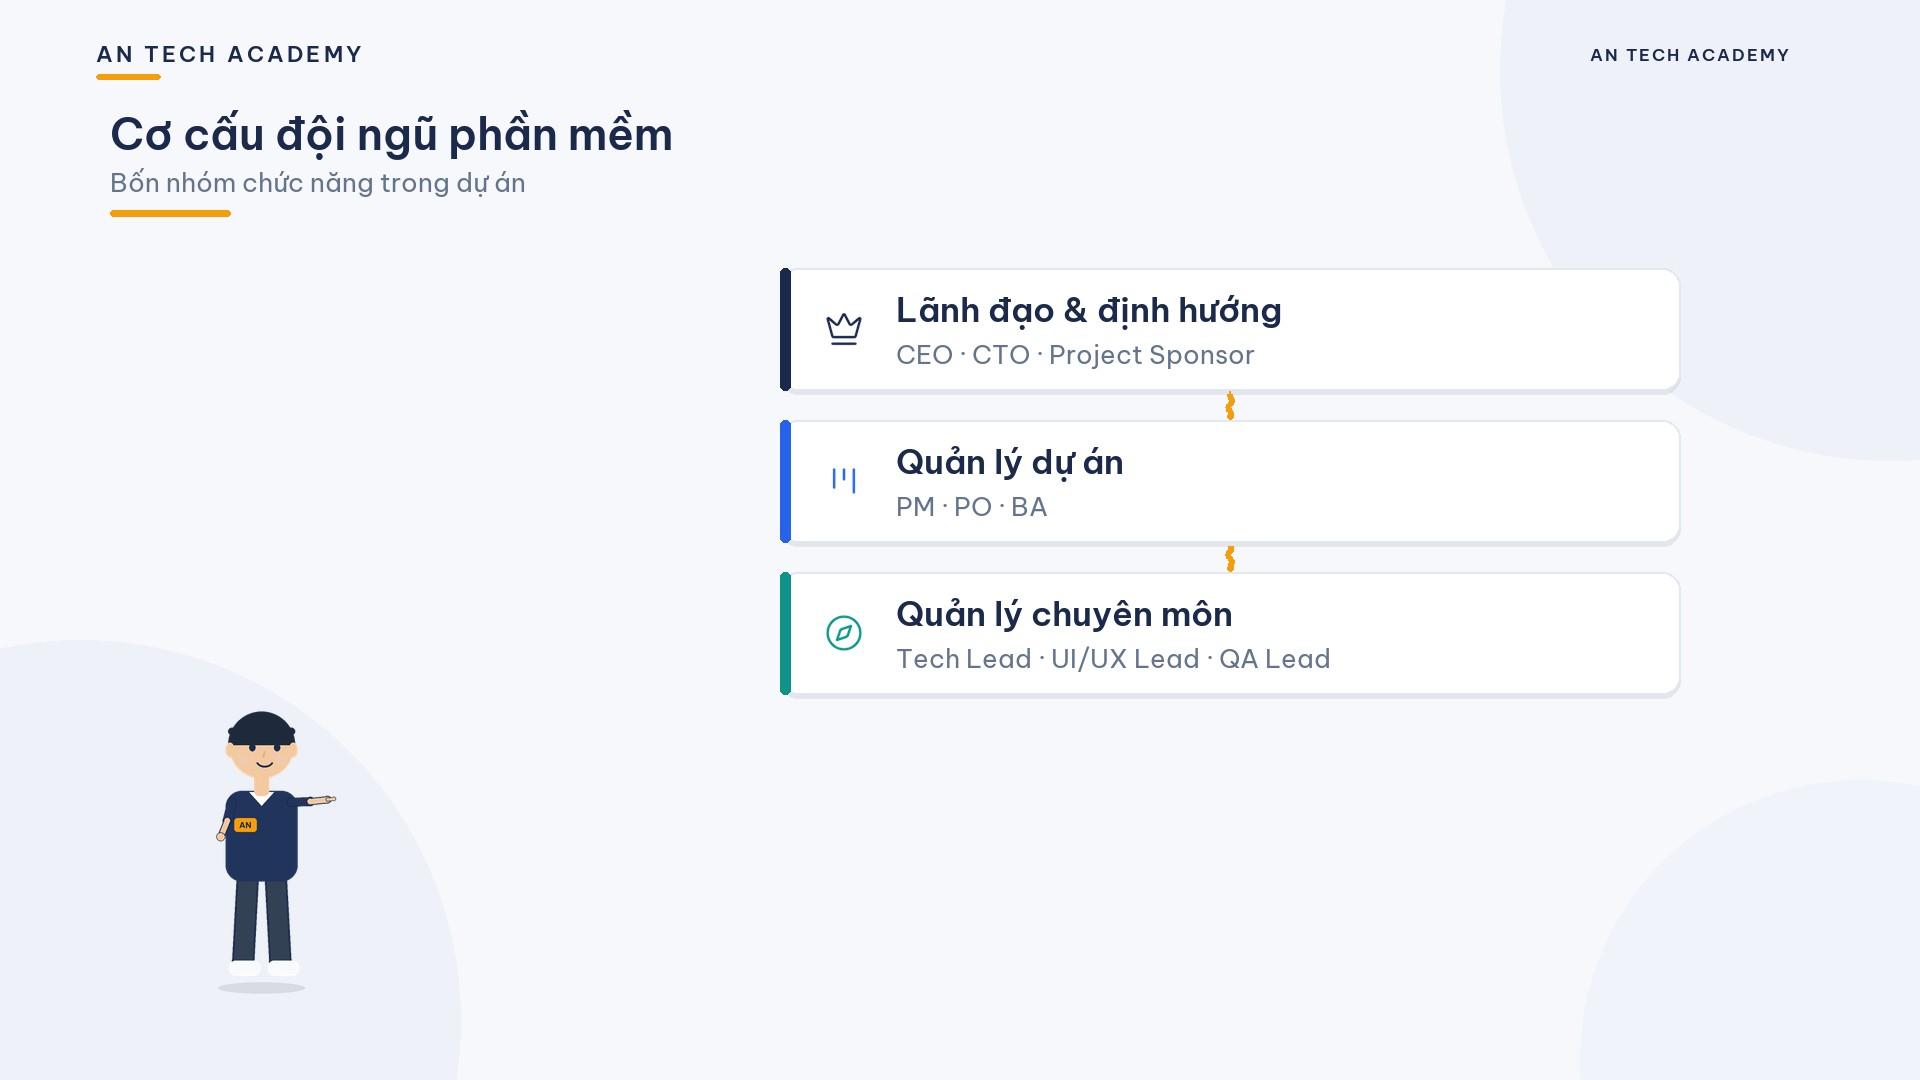 AN TECH ACADEMY
AN TECH ACADEMY
Cơ cấu đội ngũ phần mềm
Bốn nhóm chức năng trong dự án
Lãnh đạo & định hướng
CEO · CTO · Project Sponsor
Quản lý dự án
PM · PO · BA
Quản lý chuyên môn
Tech Lead · UI/UX Lead · QA Lead
AN